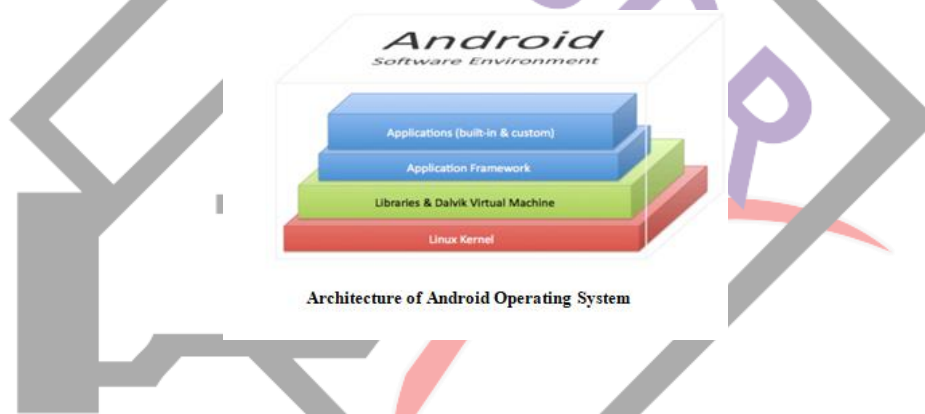 Android
Software Environment
Applications (built-in & custom)
Application Framework
Libraries & Dalvik Virtual Machine
Linux Kernel
Architecture of Android Operating System